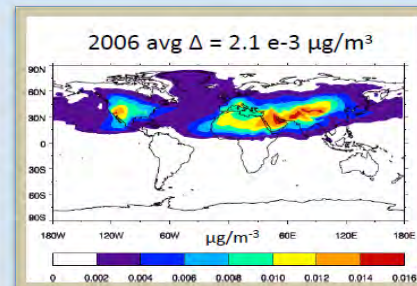 2006 avg Δ = 2.1 e-3 µg/m³
90N
60N
30N
0
30S
60S
90S
180W 120W 60W 0 60E 120E 180E
µg/m⁻³
0 0.002 0.004 0.006 0.008 0.010 0.012 0.014 0.016